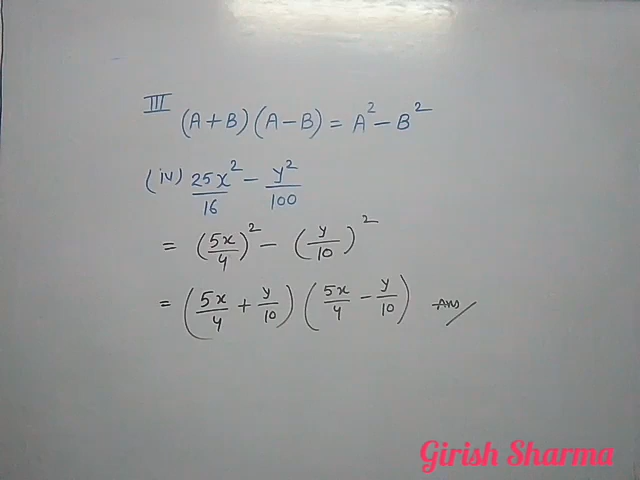 III (A+B)(A-B) = A² - B²
(iv) 25x²/16 - y²/100
= (5x/4)² - (y/10)²
= (5x/4 + y/10)(5x/4 - y/10) Ans
Girish Sharma